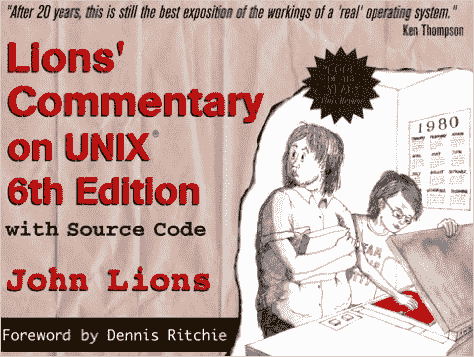 "After 20 years, this is still the best exposition of the workings of a 'real' operating system."
Ken Thompson
Lions'
Commentary
on UNIX®
6th Edition
with Source Code
John Lions
Foreword by Dennis Ritchie
1980